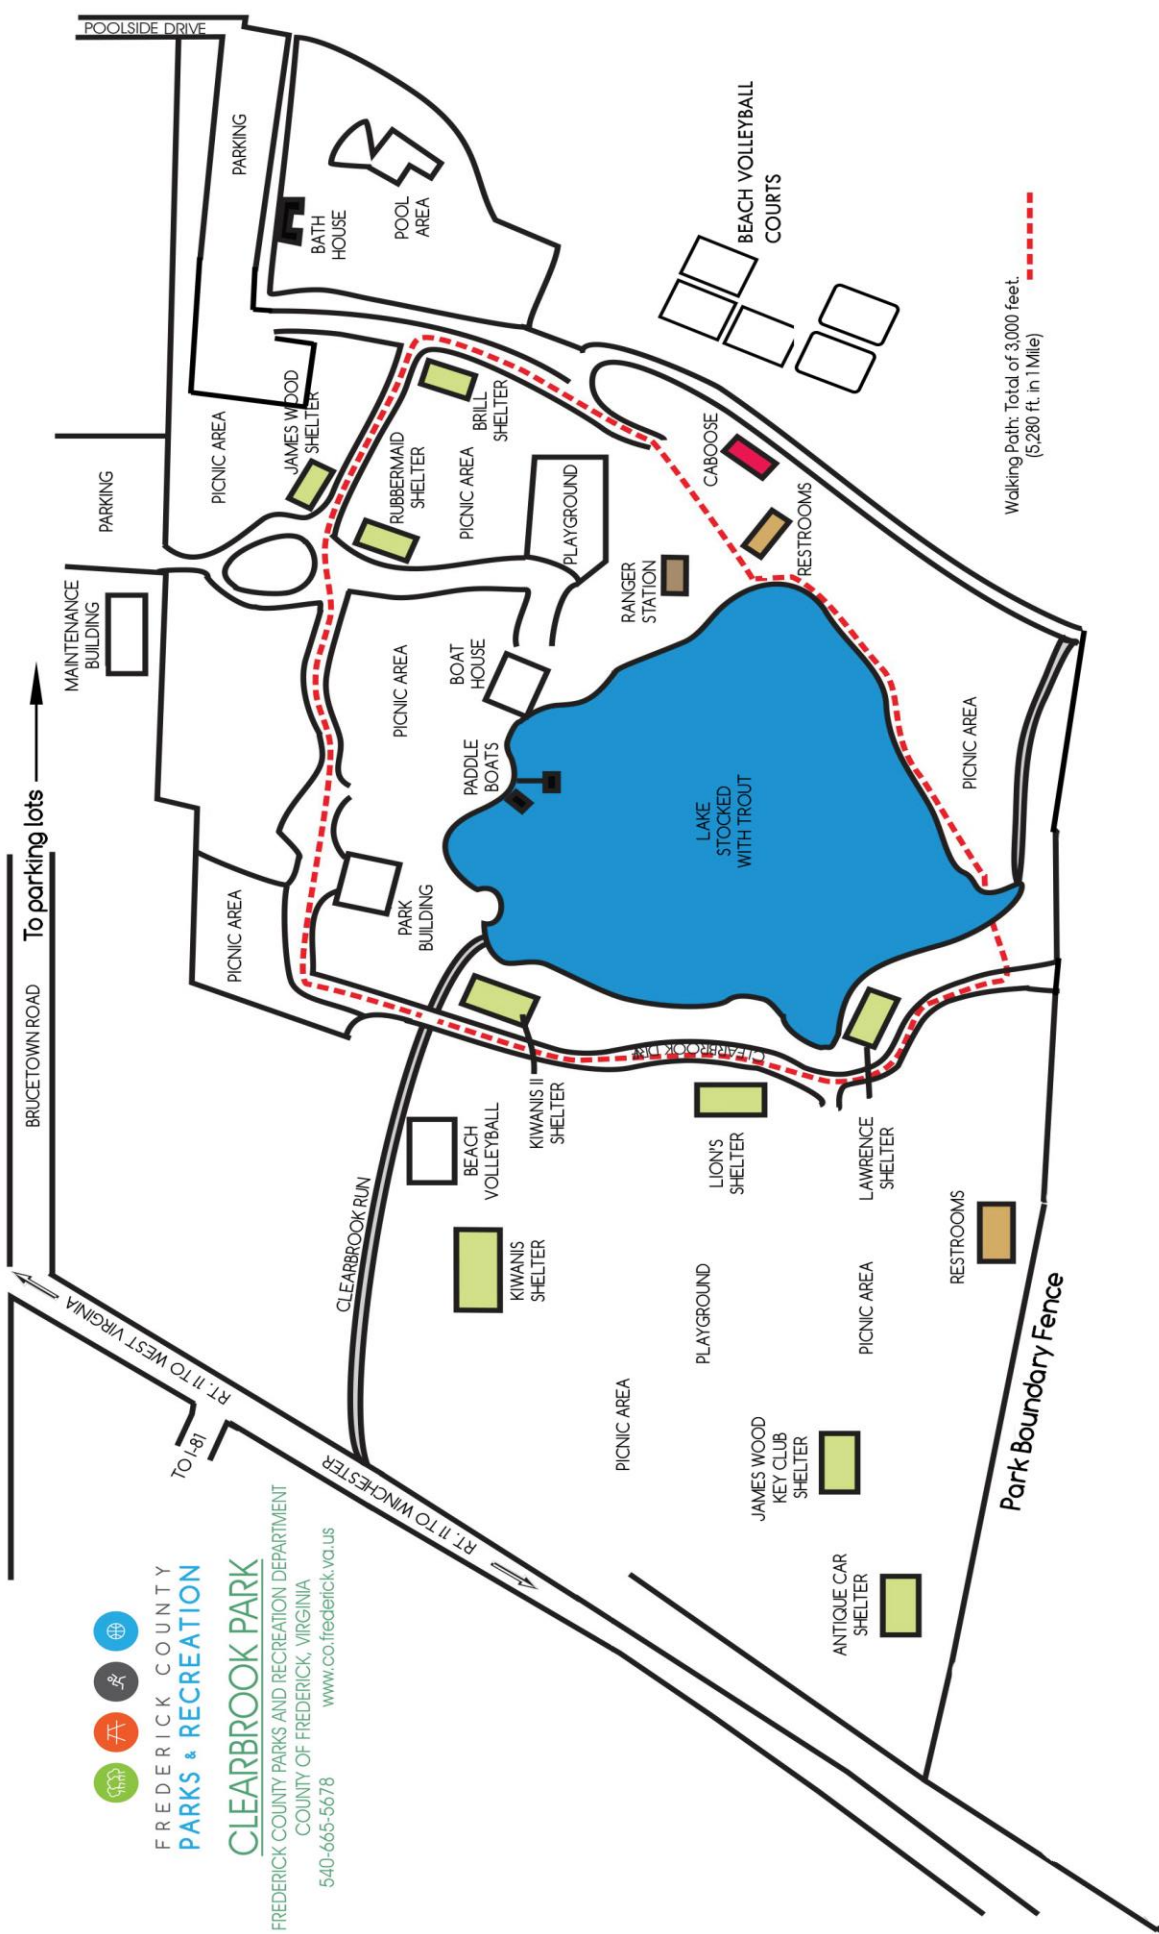 FREDERICK COUNTY
PARKS & RECREATION
CLEARBROOK PARK
FREDERICK COUNTY PARKS AND RECREATION DEPARTMENT
COUNTY OF FREDERICK, VIRGINIA
540-665-5678 www.co.frederick.va.us
BRUCETOWN ROAD
To parking lots
RT. 11 TO WEST VIRGINIA
TO I-81
RT. 11 TO WINCHESTER
CLEARBROOK RUN
MAINTENANCE
BUILDING
PARKING
POOLSIDE DRIVE
PARKING
PICNIC AREA
PICNIC AREA
JAMES WOOD
SHELTER
BATH
HOUSE
POOL
AREA
PARK
BUILDING
PICNIC AREA
RUBBERMAID
SHELTER
PICNIC AREA
BRILL
SHELTER
BEACH
VOLLEYBALL
KIWANIS
SHELTER
KIWANIS II
SHELTER
PADDLE
BOATS
BOAT
HOUSE
PLAYGROUND
CLEARBROOK DRIVE
RANGER
STATION
PICNIC AREA
PLAYGROUND
LION'S
SHELTER
LAKE
STOCKED
WITH TROUT
CABOOSE
RESTROOMS
BEACH VOLLEYBALL
COURTS
JAMES WOOD
KEY CLUB
SHELTER
PICNIC AREA
LAWRENCE
SHELTER
ANTIQUE CAR
SHELTER
RESTROOMS
PICNIC AREA
Park Boundary Fence
Walking Path: Total of 3,000 feet.
(5,280 ft. in 1 Mile)